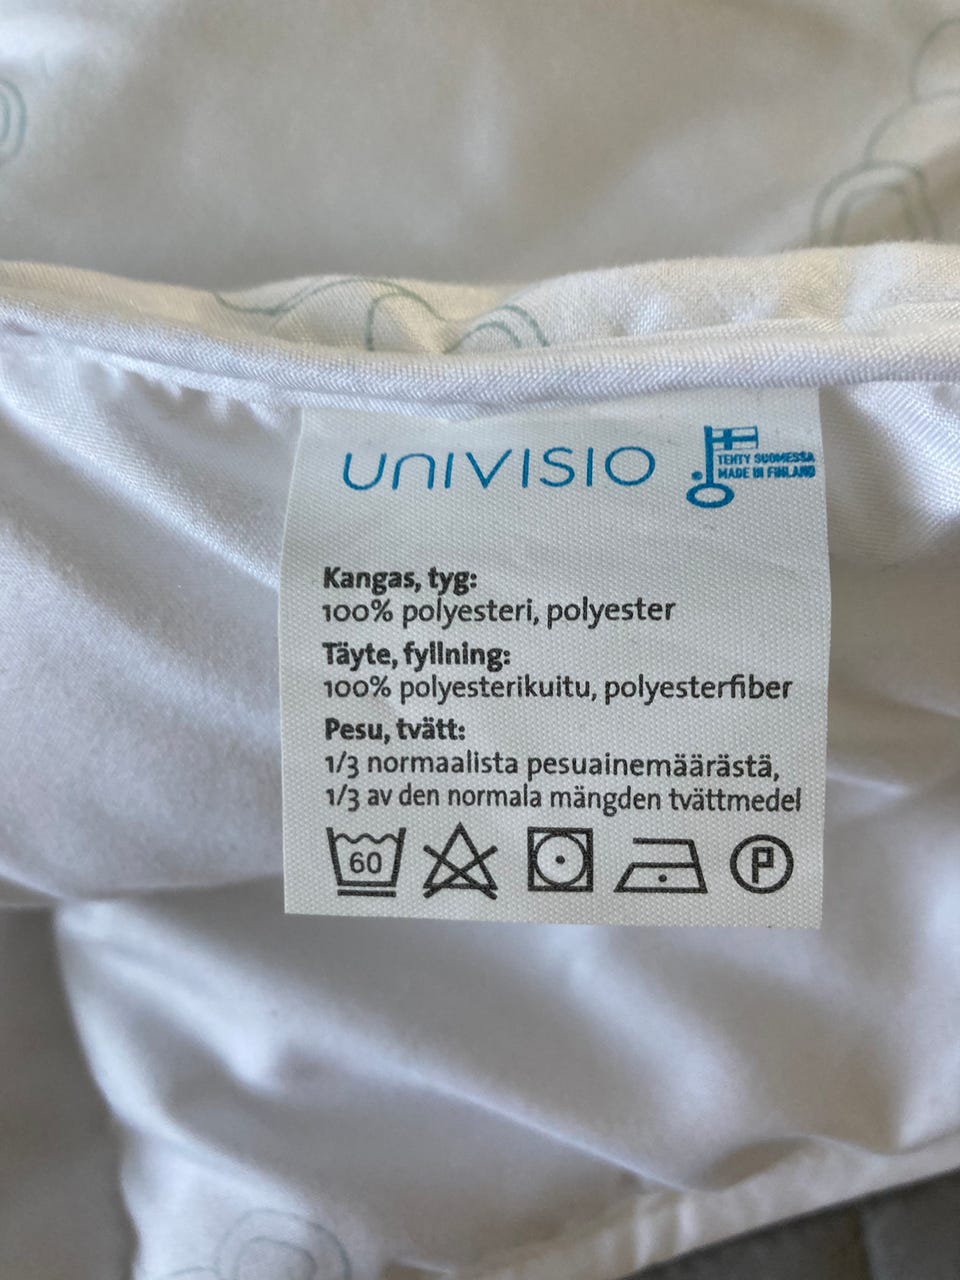 UNIVISIO
TEHTY SUOMESSA
MADE IN FINLAND
Kangas, tyg:
100% polyesteri, polyester
Täyte, fyllning:
100% polyesterikuitu, polyesterfiber
Pesu, tvätt:
1/3 normaalista pesuainemäärästä,
1/3 av den normala mängden tvättmedel
60 P